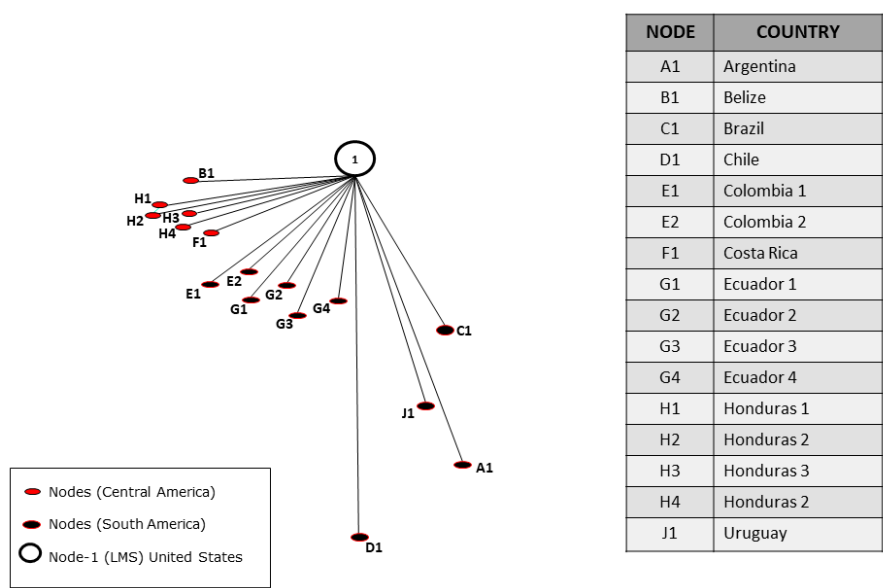 1
B1
H1
H2
H3
H4
F1
E1
E2
G1
G2
G3
G4
C1
J1
A1
D1
Nodes (Central America)
Nodes (South America)
Node-1 (LMS) United States
NODE COUNTRY
A1 Argentina
B1 Belize
C1 Brazil
D1 Chile
E1 Colombia 1
E2 Colombia 2
F1 Costa Rica
G1 Ecuador 1
G2 Ecuador 2
G3 Ecuador 3
G4 Ecuador 4
H1 Honduras 1
H2 Honduras 2
H3 Honduras 3
H4 Honduras 2
J1 Uruguay